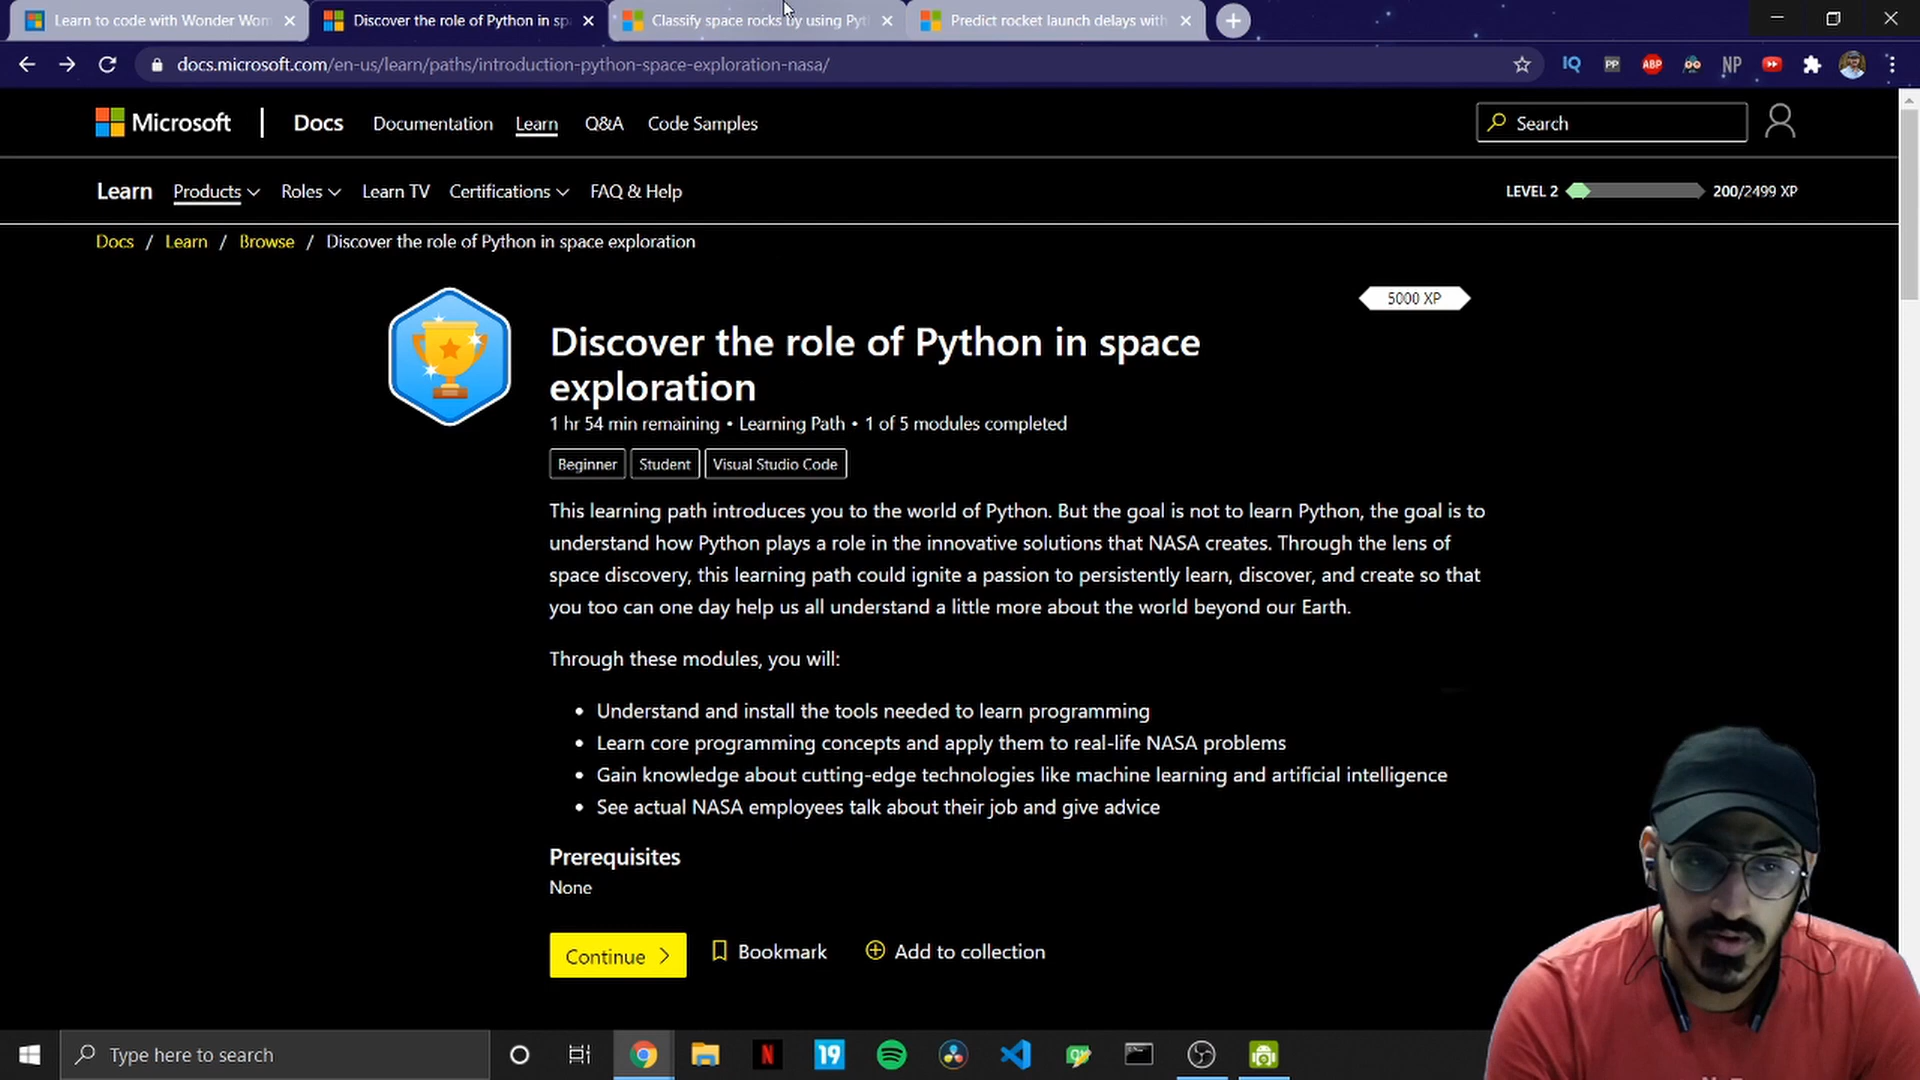 Learn to code with Wonder Wom
Discover the role of Python in sp
Classify space rocks by using Pyt
Predict rocket launch delays with
docs.microsoft.com/en-us/learn/paths/introduction-python-space-exploration-nasa/
IQ
PP
ABP
NP
Microsoft
Docs
Documentation
Learn
Q&A
Code Samples
Search
Learn
Products
Roles
Learn TV
Certifications
FAQ & Help
LEVEL 2
200/2499 XP
Docs / Learn / Browse / Discover the role of Python in space exploration
5000 XP
Discover the role of Python in space
exploration
1 hr 54 min remaining • Learning Path • 1 of 5 modules completed
Beginner
Student
Visual Studio Code
This learning path introduces you to the world of Python. But the goal is not to learn Python, the goal is to
understand how Python plays a role in the innovative solutions that NASA creates. Through the lens of
space discovery, this learning path could ignite a passion to persistently learn, discover, and create so that
you too can one day help us all understand a little more about the world beyond our Earth.
Through these modules, you will:
• Understand and install the tools needed to learn programming
• Learn core programming concepts and apply them to real-life NASA problems
• Gain knowledge about cutting-edge technologies like machine learning and artificial intelligence
• See actual NASA employees talk about their job and give advice
Prerequisites
None
Continue
Bookmark
Add to collection
Type here to search
N
19